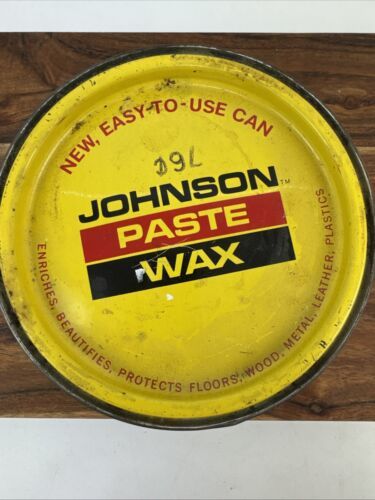 NEW, EASY-TO-USE CAN
JOHNSON™
PASTE
WAX
ENRICHES, BEAUTIFIES, PROTECTS FLOORS, WOOD, METAL, LEATHER, PLASTICS